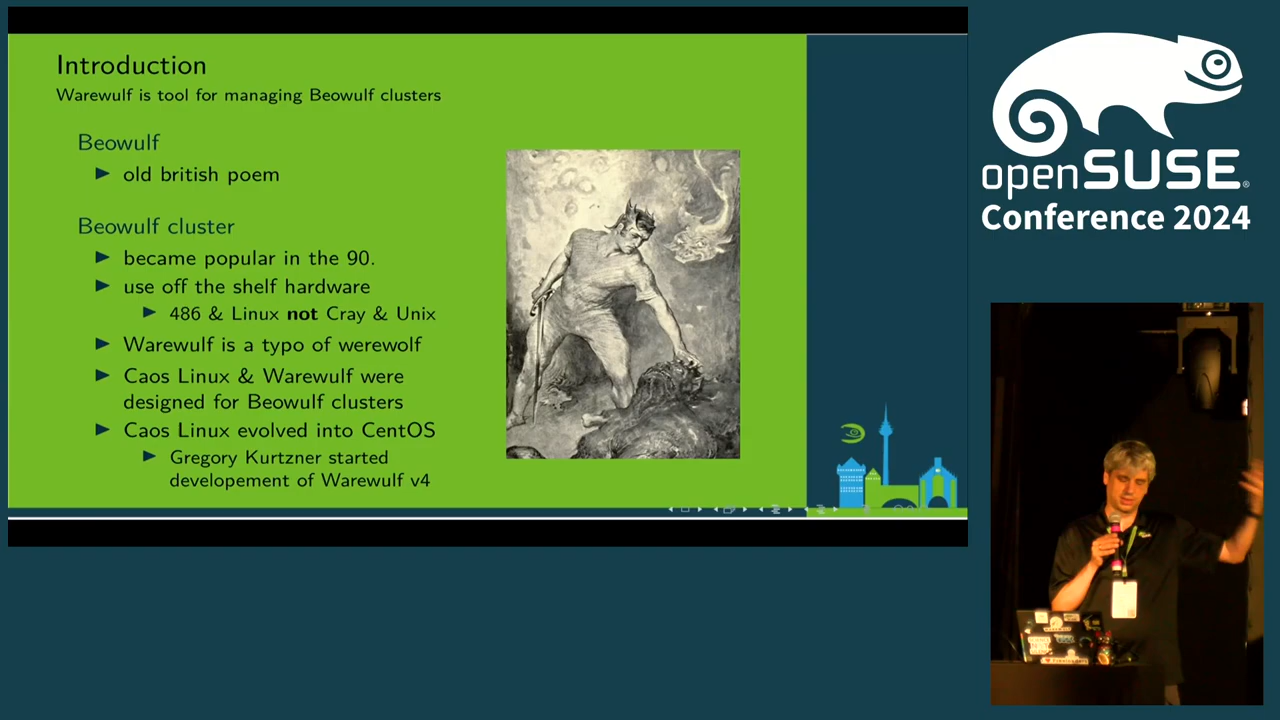 Introduction
Warewulf is tool for managing Beowulf clusters
Beowulf
old british poem
Beowulf cluster
became popular in the 90.
use off the shelf hardware
486 & Linux not Cray & Unix
Warewulf is a typo of werewolf
Caos Linux & Warewulf were
designed for Beowulf clusters
Caos Linux evolved into CentOS
Gregory Kurtzner started
developement of Warewulf v4
openSUSE®
Conference 2024